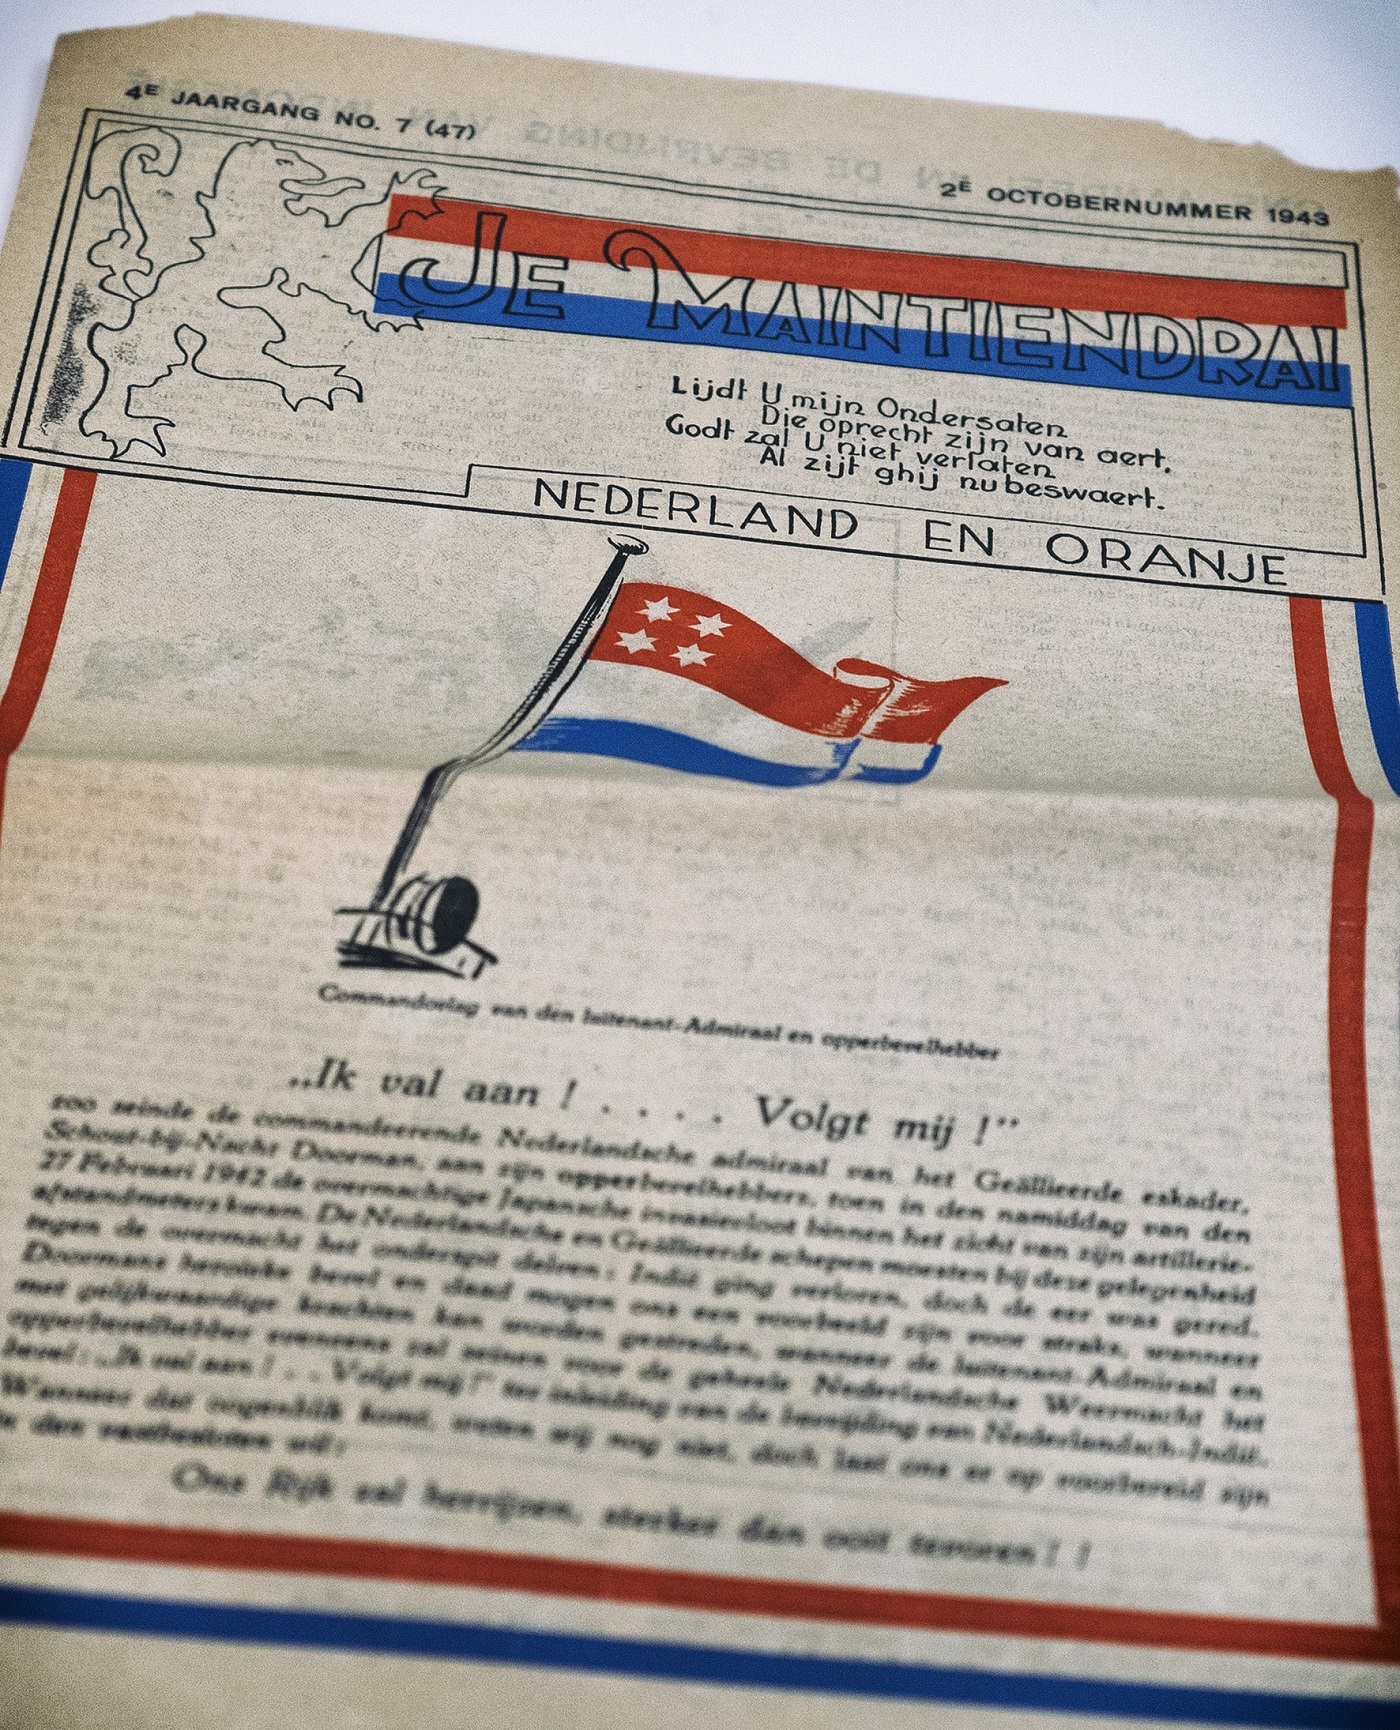 4E JAARGANG NO. 7 (47)
2E OCTOBERNUMMER 1943
JE MAINTIENDRAI
Lijdt U mijn Ondersaten
Die oprecht zijn van aert.
Godt zal U niet verlaten
Al zijt ghij nu beswaert.
NEDERLAND EN ORANJE
Commandovlag van den luitenant-Admiraal en opperbevelhebber
„Ik val aan ! . . . . Volgt mij !”
zoo seinde de commandeerende Nederlandsche admiraal van het Geällieerde eskader,
Schout-bij-Nacht Doorman, aan zijn opperbevelhebbers, toen in den namiddag van den
27 Februari 1942 de overmachtige Japansche invasievloot binnen het zicht van zijn artillerie-
afstandmeters kwam. De Nederlandsche en Geällieerde schepen moesten bij deze gelegenheid
tegen de overmacht het onderspit delven; Indië ging verloren, doch de eer was gered.
Doormans heroieke bevel en daad mogen ons een voorbeeld zijn voor straks, wanneer
met gelijkwaardige krachten kan worden gestreden, wanneer de luitenant-Admiraal en
opperbevelhebber eveneens zal seinen voor de geheele Nederlandsche Weermacht het
bevel: „Ik val aan ! . . Volgt mij !” ter inleiding van de bevrijding van Nederlandsch-Indië.
Wanneer dat oogenblik komt, weten wij nog niet, doch laat ons er op voorbereid zijn
in den vastbesloten wil:
Ons Rijk zal herrijzen, sterker dan ooit tevoren ! !